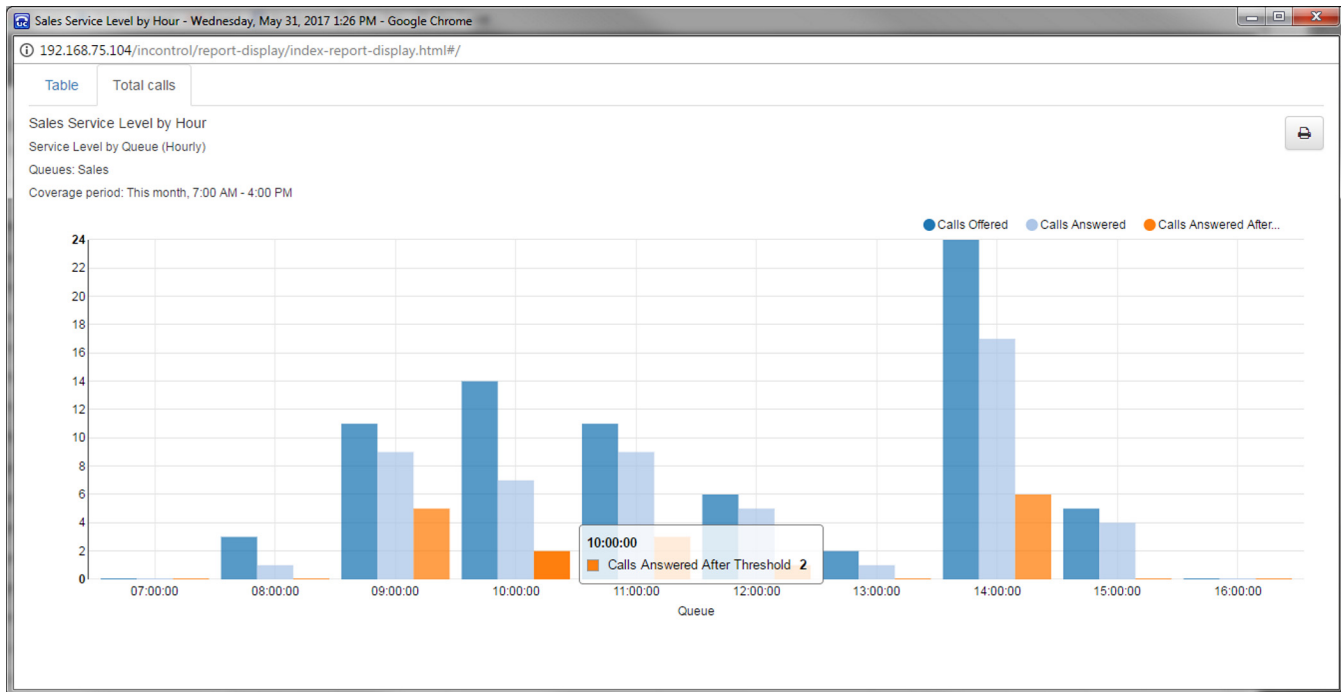 Sales Service Level by Hour - Wednesday, May 31, 2017 1:26 PM - Google Chrome
192.168.75.104/incontrol/report-display/index-report-display.html#/
Table Total calls
Sales Service Level by Hour
Service Level by Queue (Hourly)
Queues: Sales
Coverage period: This month, 7:00 AM - 4:00 PM
Calls Offered Calls Answered Calls Answered After...
24
22
20
18
16
14
12
10
8
6
4
2
0
10:00:00
Calls Answered After Threshold 2
07:00:00 08:00:00 09:00:00 10:00:00 11:00:00 12:00:00 13:00:00 14:00:00 15:00:00 16:00:00
Queue